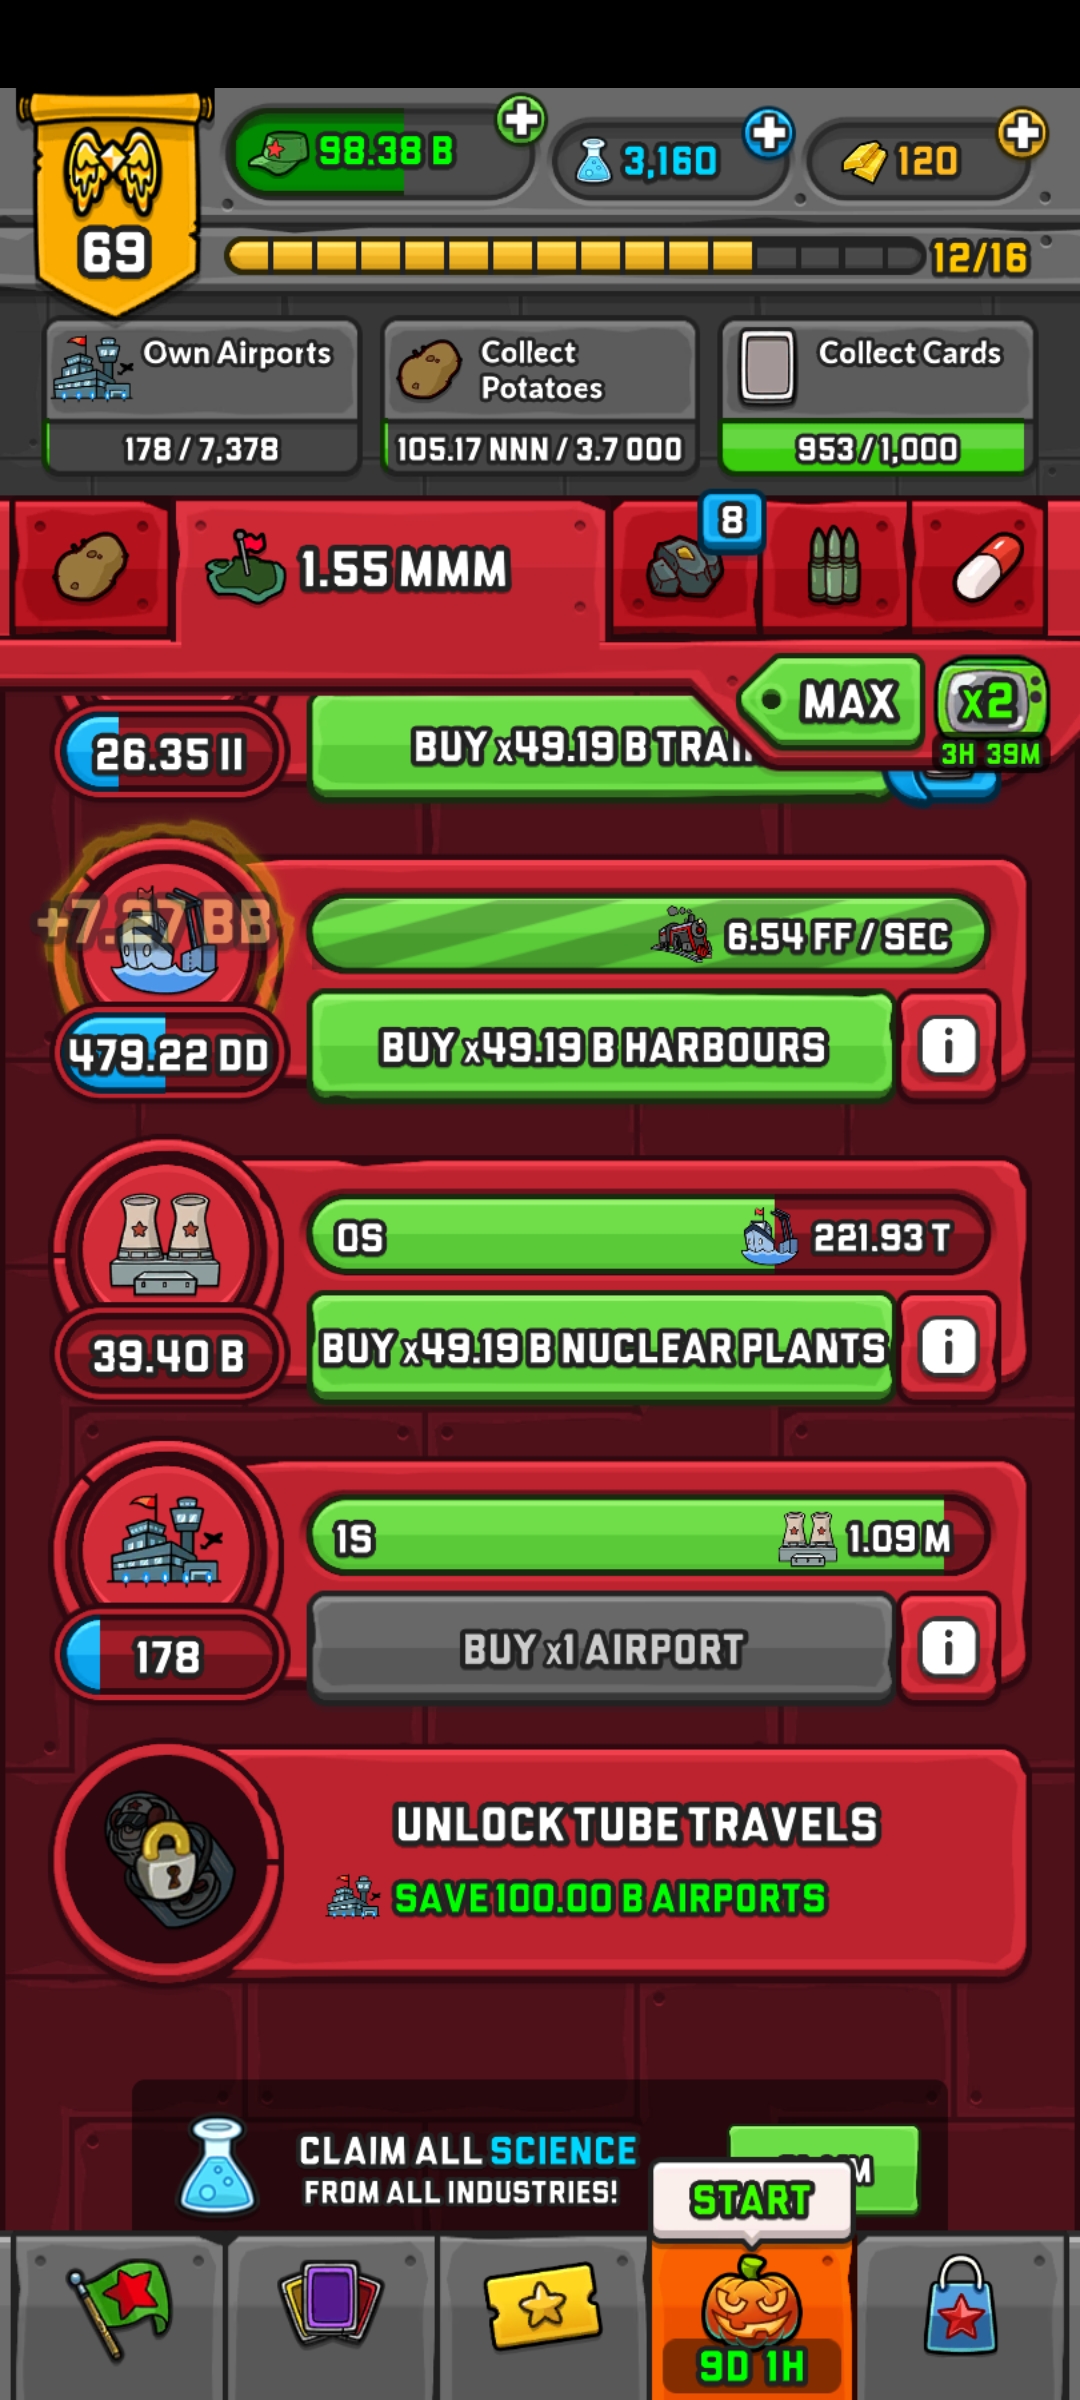 98.38 B
3,160
120
69
12/16
Own Airports
178 / 7,378
Collect
Potatoes
105.17 NNN / 3.7 000
Collect Cards
953 / 1,000
1.55 MMM
8
MAX
x2
3H 39M
26.35 II
BUY x49.19 B
+7.27 BB
6.54 FF / SEC
479.22 DD
BUY x49.19 B HARBOURS
i
0S
221.93 T
39.40 B
BUY x49.19 B NUCLEAR PLANTS
i
1S
1.09 M
178
BUY x1 AIRPORT
i
UNLOCK TUBE TRAVELS
SAVE 100.00 B AIRPORTS
CLAIM ALL SCIENCE
FROM ALL INDUSTRIES!
START
9D 1H